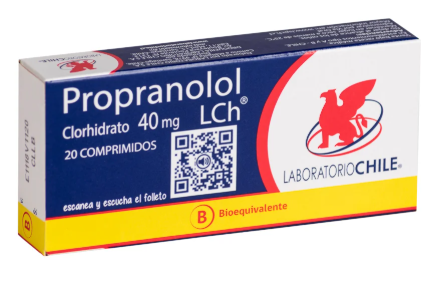 Propranolol
Clorhidrato 40 mg LCh®
20 COMPRIMIDOS
escanea y escucha el folleto
LABORATORIOCHILE®
B Bioequivalente
B